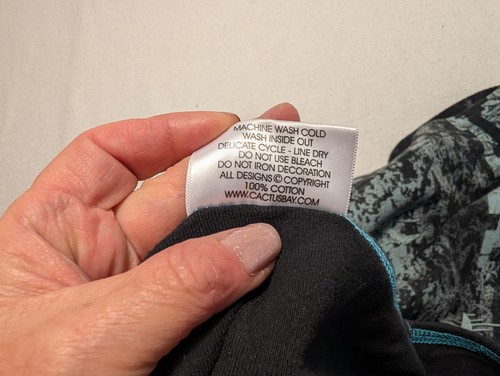 MACHINE WASH COLD
WASH INSIDE OUT
DELICATE CYCLE - LINE DRY
DO NOT USE BLEACH
DO NOT IRON DECORATION
ALL DESIGNS © COPYRIGHT
100% COTTON
WWW.CACTUSBAY.COM